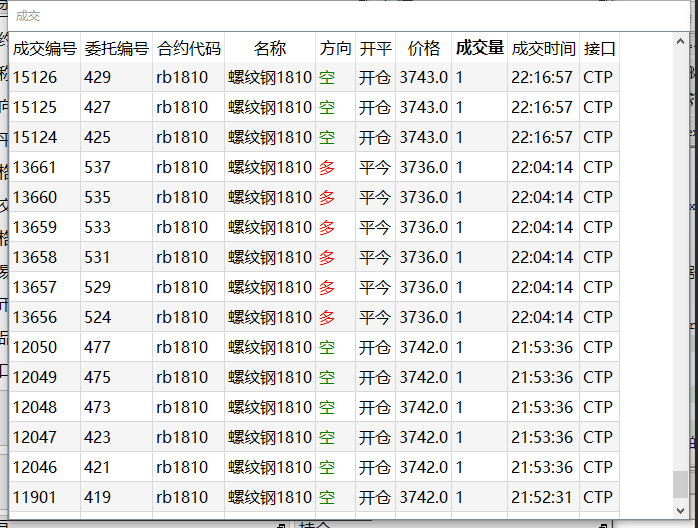 成交
成交编号 委托编号 合约代码 名称 方向 开平 价格 成交量 成交时间 接口
15126 429 rb1810 螺纹钢1810 空 开仓 3743.0 1 22:16:57 CTP
15125 427 rb1810 螺纹钢1810 空 开仓 3743.0 1 22:16:57 CTP
15124 425 rb1810 螺纹钢1810 空 开仓 3743.0 1 22:16:57 CTP
13661 537 rb1810 螺纹钢1810 多 平今 3736.0 1 22:04:14 CTP
13660 535 rb1810 螺纹钢1810 多 平今 3736.0 1 22:04:14 CTP
13659 533 rb1810 螺纹钢1810 多 平今 3736.0 1 22:04:14 CTP
13658 531 rb1810 螺纹钢1810 多 平今 3736.0 1 22:04:14 CTP
13657 529 rb1810 螺纹钢1810 多 平今 3736.0 1 22:04:14 CTP
13656 524 rb1810 螺纹钢1810 多 平今 3736.0 1 22:04:14 CTP
12050 477 rb1810 螺纹钢1810 空 开仓 3742.0 1 21:53:36 CTP
12049 475 rb1810 螺纹钢1810 空 开仓 3742.0 1 21:53:36 CTP
12048 473 rb1810 螺纹钢1810 空 开仓 3742.0 1 21:53:36 CTP
12047 423 rb1810 螺纹钢1810 空 开仓 3742.0 1 21:53:36 CTP
12046 421 rb1810 螺纹钢1810 空 开仓 3742.0 1 21:53:36 CTP
11901 419 rb1810 螺纹钢1810 空 开仓 3742.0 1 21:52:31 CTP